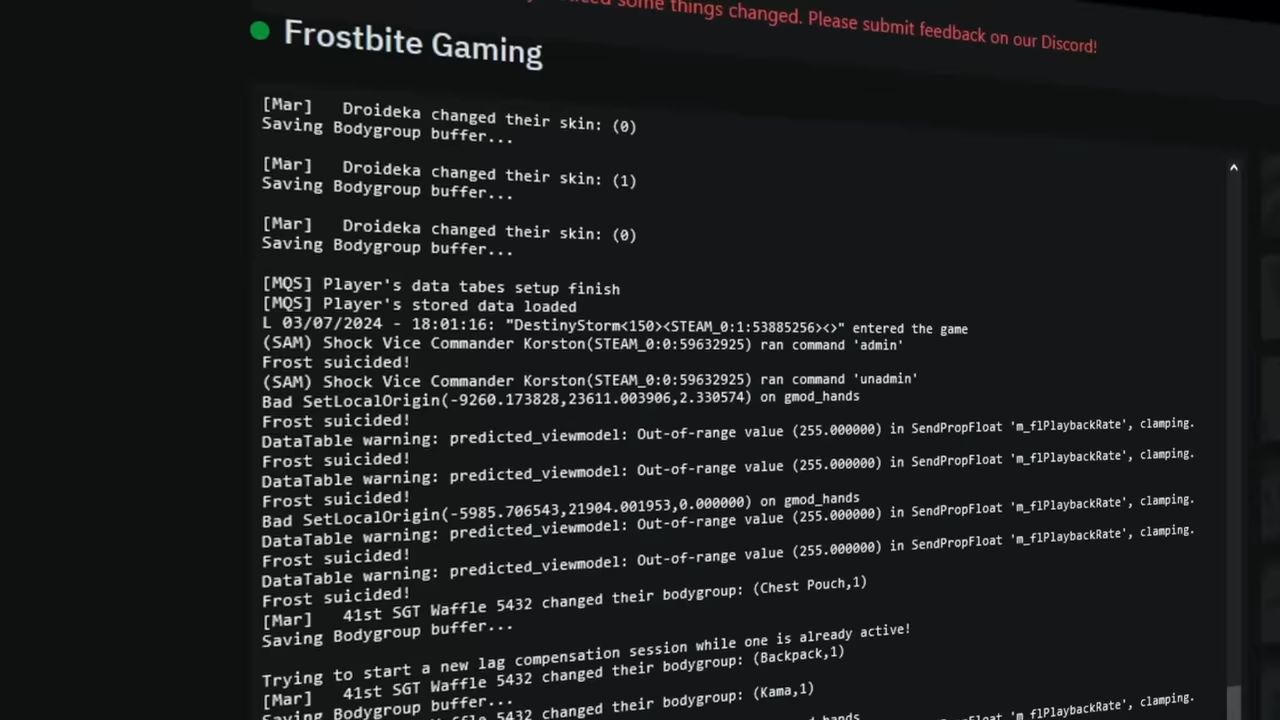 some things changed. Please submit feedback on our Discord!
Frostbite Gaming
[Mar]   Droideka changed their skin: (0)
Saving Bodygroup buffer...
[Mar]   Droideka changed their skin: (1)
Saving Bodygroup buffer...
[Mar]   Droideka changed their skin: (0)
Saving Bodygroup buffer...
[MQS] Player's data tabes setup finish
[MQS] Player's stored data loaded
L 03/07/2024 - 18:01:16: "DestinyStorm<150><STEAM_0:1:53885256><>" entered the game
(SAM) Shock Vice Commander Korston(STEAM_0:0:59632925) ran command 'admin'
Frost suicided!
(SAM) Shock Vice Commander Korston(STEAM_0:0:59632925) ran command 'unadmin'
Bad SetLocalOrigin(-9260.173828,23611.003906,2.330574) on gmod_hands
Frost suicided!
DataTable warning: predicted_viewmodel: Out-of-range value (255.000000) in SendPropFloat 'm_flPlaybackRate', clamping.
Frost suicided!
DataTable warning: predicted_viewmodel: Out-of-range value (255.000000) in SendPropFloat 'm_flPlaybackRate', clamping.
Frost suicided!
Bad SetLocalOrigin(-5985.706543,21904.001953,0.000000) on gmod_hands
DataTable warning: predicted_viewmodel: Out-of-range value (255.000000) in SendPropFloat 'm_flPlaybackRate', clamping.
Frost suicided!
DataTable warning: predicted_viewmodel: Out-of-range value (255.000000) in SendPropFloat 'm_flPlaybackRate', clamping.
Frost suicided!
[Mar]   41st SGT Waffle 5432 changed their bodygroup: (Chest Pouch,1)
Saving Bodygroup buffer...
Trying to start a new lag compensation session while one is already active!
[Mar]   41st SGT Waffle 5432 changed their bodygroup: (Backpack,1)
Saving Bodygroup buffer...
Waffle 5432 changed their bodygroup: (Kama,1)
hands
SendPropFloat 'm_flPlaybackRate', clamping.